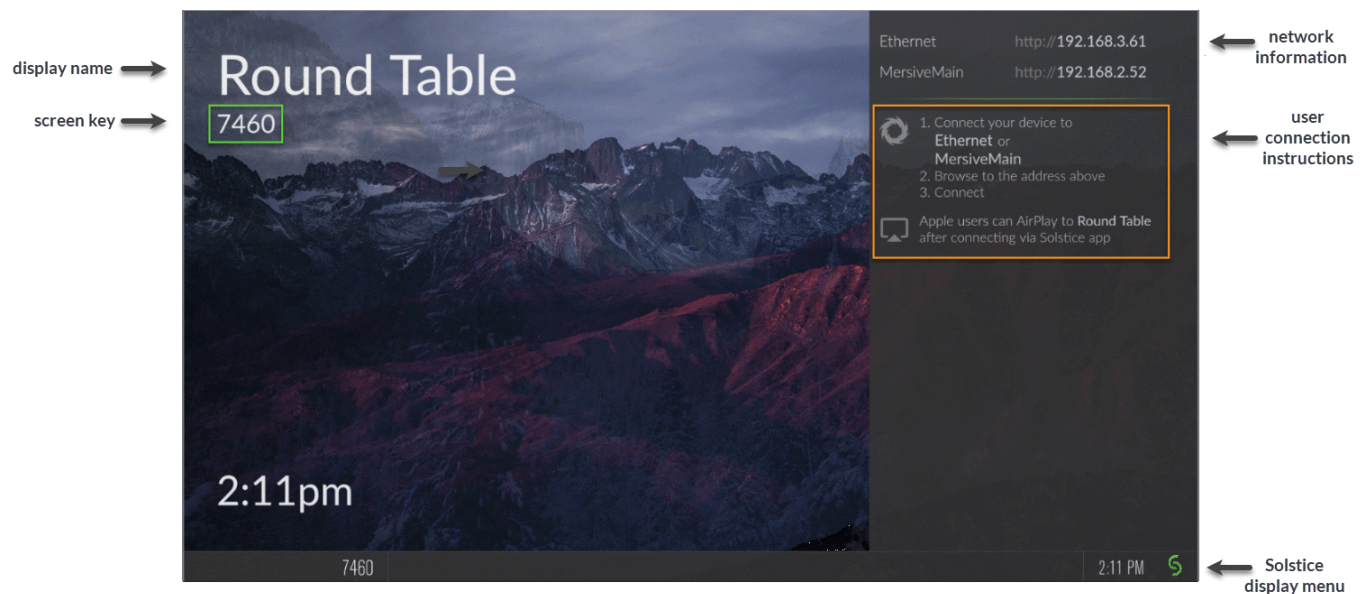 display name
screen key
Round Table
7460
2:11pm
Ethernet http://192.168.3.61
MersiveMain http://192.168.2.52
1. Connect your device to
Ethernet or
MersiveMain
2. Browse to the address above
3. Connect
Apple users can AirPlay to Round Table
after connecting via Solstice app
network
information
user
connection
instructions
7460
2:11 PM
Solstice
display menu